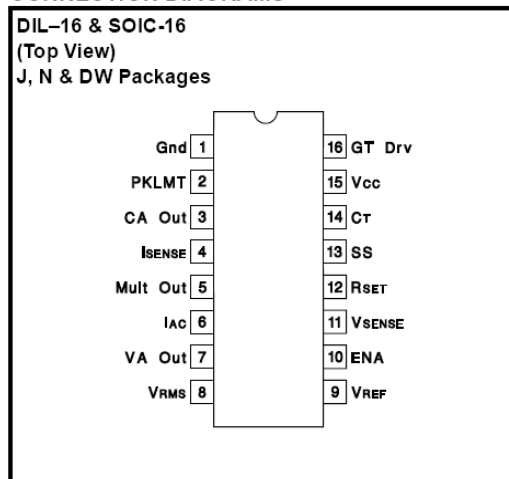 DIL–16 & SOIC-16
(Top View)
J, N & DW Packages
Gnd 1 16 GT Drv
PKLMT 2 15 VCC
CA Out 3 14 CT
ISENSE 4 13 SS
Mult Out 5 12 RSET
IAC 6 11 VSENSE
VA Out 7 10 ENA
VRMS 8 9 VREF